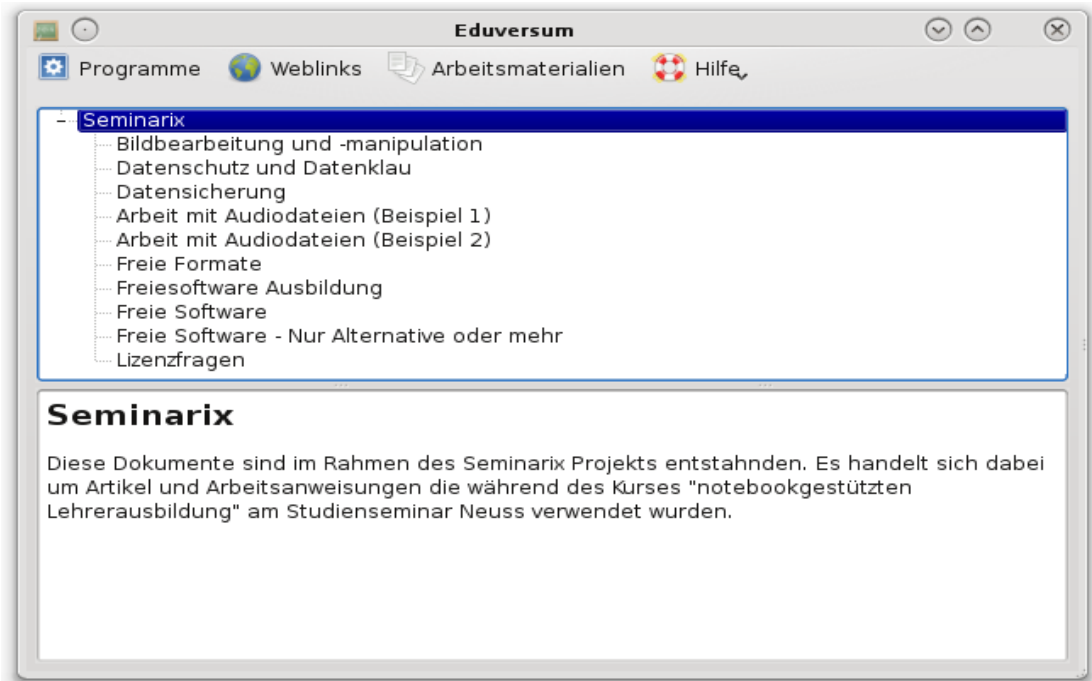 Eduversum
Programme Weblinks Arbeitsmaterialien Hilfe
Seminarix
Bildbearbeitung und -manipulation
Datenschutz und Datenklau
Datensicherung
Arbeit mit Audiodateien (Beispiel 1)
Arbeit mit Audiodateien (Beispiel 2)
Freie Formate
Freiesoftware Ausbildung
Freie Software
Freie Software - Nur Alternative oder mehr
Lizenzfragen
Seminarix
Diese Dokumente sind im Rahmen des Seminarix Projekts entstahnden. Es handelt sich dabei
um Artikel und Arbeitsanweisungen die während des Kurses "notebookgestützten
Lehrerausbildung" am Studienseminar Neuss verwendet wurden.